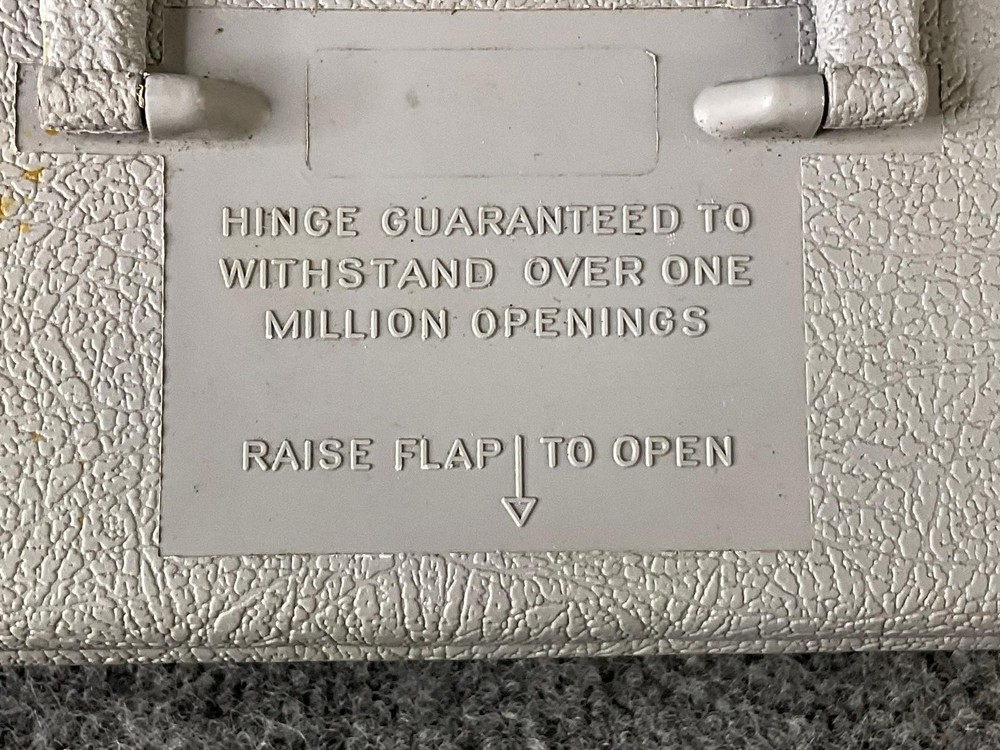 HINGE GUARANTEED TO
WITHSTAND OVER ONE
MILLION OPENINGS
RAISE FLAP TO OPEN